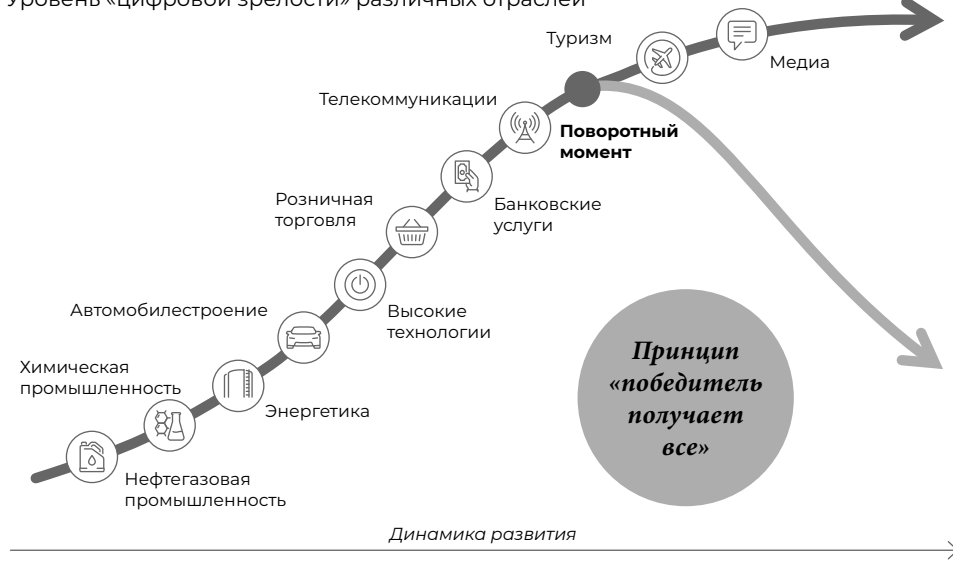 Уровень «цифровой зрелости» различных отраслей
Туризм
Медиа
Телекоммуникации
Поворотный
момент
Розничная
торговля
Банковские
услуги
Автомобилестроение
Высокие
технологии
Химическая
промышленность
Энергетика
Нефтегазовая
промышленность
Принцип
«победитель
получает
все»
Динамика развития